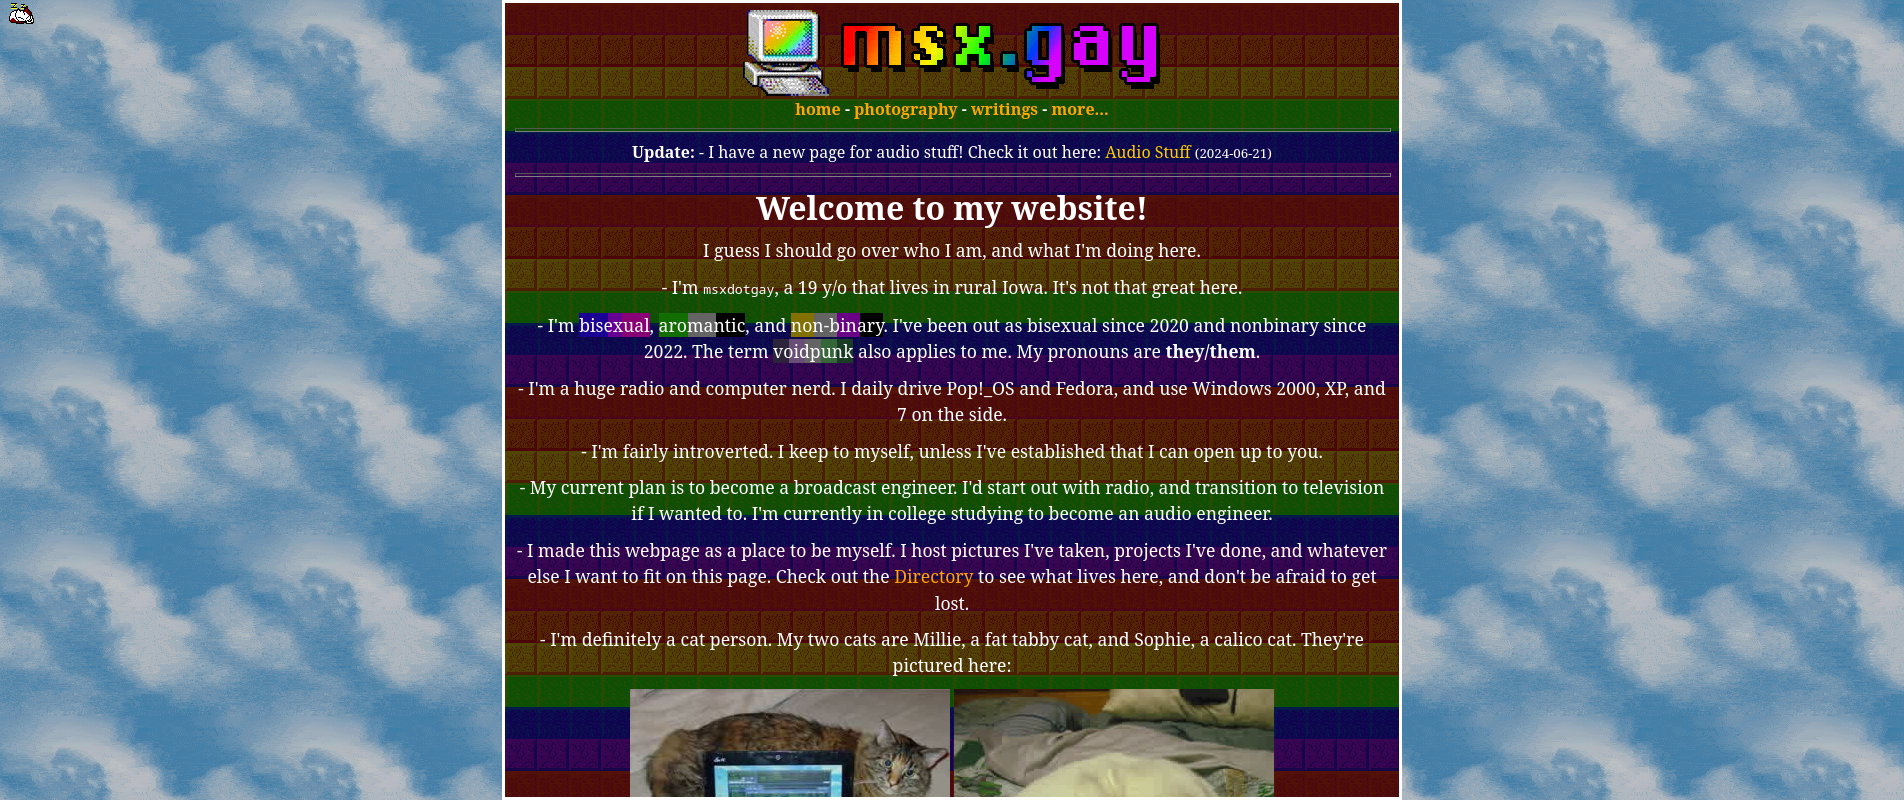 msx.gay
home - photography - writings - more...
Update: - I have a new page for audio stuff! Check it out here: Audio Stuff (2024-06-21)
Welcome to my website!
I guess I should go over who I am, and what I'm doing here.
- I'm msxdotgay, a 19 y/o that lives in rural Iowa. It's not that great here.
- I'm bisexual, aromantic, and non-binary. I've been out as bisexual since 2020 and nonbinary since
2022. The term voidpunk also applies to me. My pronouns are they/them.
- I'm a huge radio and computer nerd. I daily drive Pop!_OS and Fedora, and use Windows 2000, XP, and
7 on the side.
- I'm fairly introverted. I keep to myself, unless I've established that I can open up to you.
- My current plan is to become a broadcast engineer. I'd start out with radio, and transition to television
if I wanted to. I'm currently in college studying to become an audio engineer.
- I made this webpage as a place to be myself. I host pictures I've taken, projects I've done, and whatever
else I want to fit on this page. Check out the Directory to see what lives here, and don't be afraid to get
lost.
- I'm definitely a cat person. My two cats are Millie, a fat tabby cat, and Sophie, a calico cat. They're
pictured here: